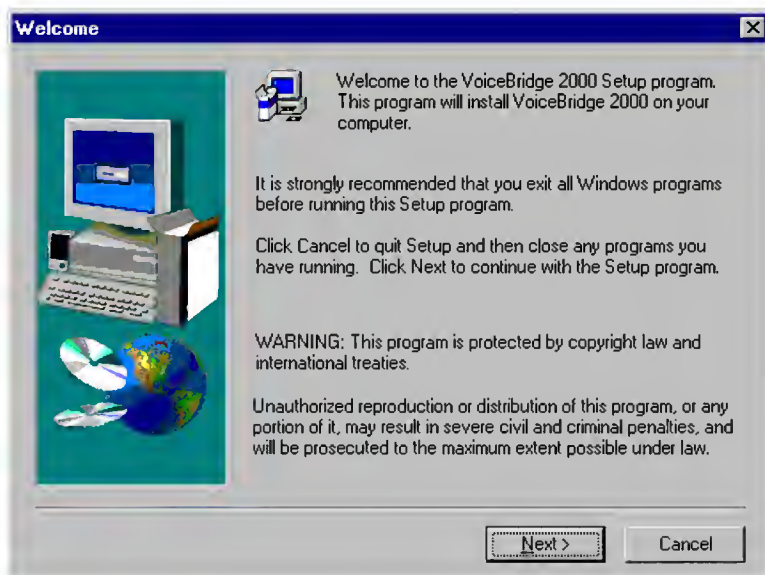 Welcome
Welcome to the VoiceBridge 2000 Setup program.
This program will install VoiceBridge 2000 on your
computer.
It is strongly recommended that you exit all Windows programs
before running this Setup program.
Click Cancel to quit Setup and then close any programs you
have running.  Click Next to continue with the Setup program.
WARNING: This program is protected by copyright law and
international treaties.
Unauthorized reproduction or distribution of this program, or any
portion of it, may result in severe civil and criminal penalties, and
will be prosecuted to the maximum extent possible under law.
Next >
Cancel